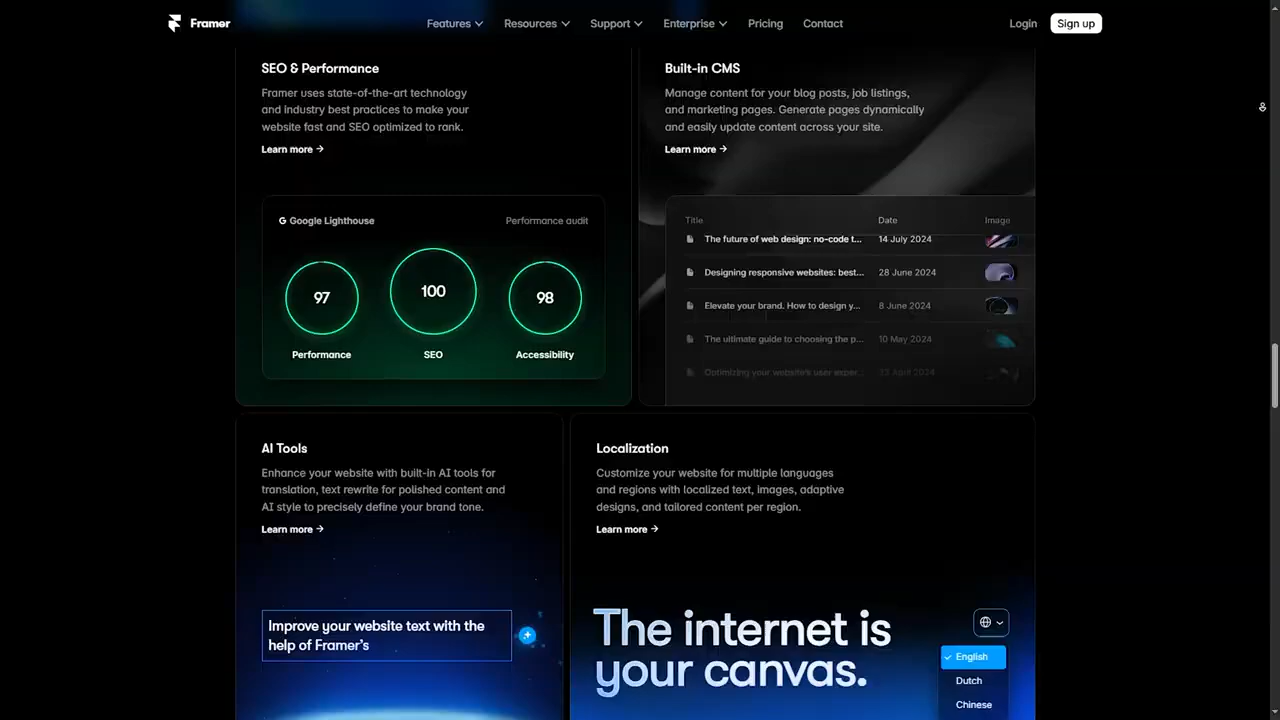 Framer
Features
Resources
Support
Enterprise
Pricing
Contact
Login
Sign up
SEO & Performance
Framer uses state-of-the-art technology
and industry best practices to make your
website fast and SEO optimized to rank.
Learn more →
Google Lighthouse
Performance audit
97
100
98
Performance
SEO
Accessibility
Built-in CMS
Manage content for your blog posts, job listings,
and marketing pages. Generate pages dynamically
and easily update content across your site.
Learn more →
Title Date Image
The future of web design: no-code t... 14 July 2024
Designing responsive websites: best... 28 June 2024
Elevate your brand. How to design y... 8 June 2024
The ultimate guide to choosing the p... 10 May 2024
Optimizing your website's user exper... 23 April 2024
AI Tools
Enhance your website with built-in AI tools for
translation, text rewrite for polished content and
AI style to precisely define your brand tone.
Learn more →
Improve your website text with the
help of Framer's
Localization
Customize your website for multiple languages
and regions with localized text, images, adaptive
designs, and tailored content per region.
Learn more →
The internet is
your canvas.
English
Dutch
Chinese